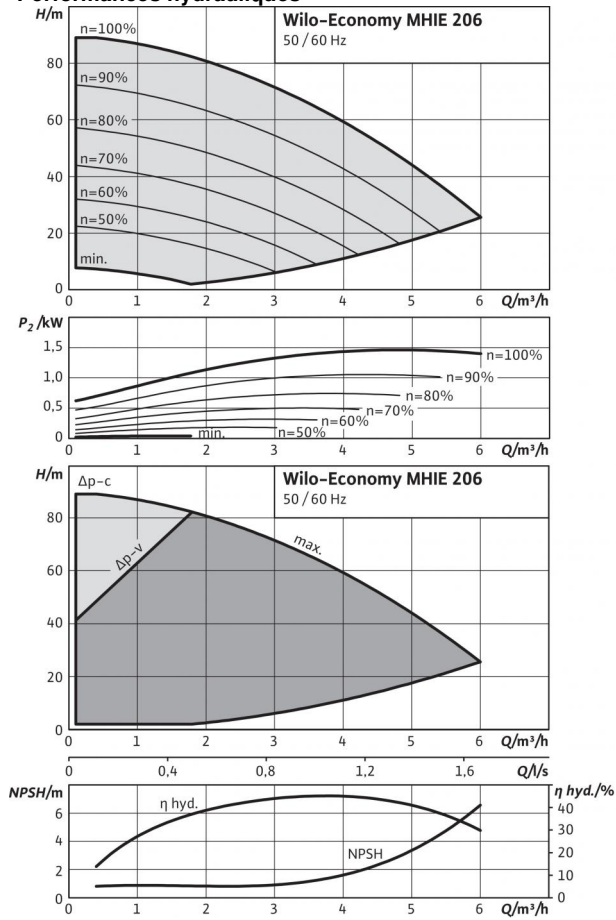 Performances hydrauliques
H/m
Wilo-Economy MHIE 206
50/60 Hz
n=100%
80
n=90%
60
n=80%
n=70%
40
n=60%
n=50%
20
min.
0
0 1 2 3 4 5 6 Q/m³/h
P₂/kW
1,5
n=100%
1,0
n=90%
n=80%
0,5
n=70%
n=60%
min.
n=50%
0
0 1 2 3 4 5 6 Q/m³/h
H/m
Δp-c
Wilo-Economy MHIE 206
50/60 Hz
80
max.
Δp-v
60
40
20
0
0 1 2 3 4 5 6 Q/m³/h
0 0,4 0,8 1,2 1,6 Q/l/s
NPSH/m
η hyd./%
η hyd.
6
40
4
30
NPSH
20
2
10
0
0
0 1 2 3 4 5 6 Q/m³/h